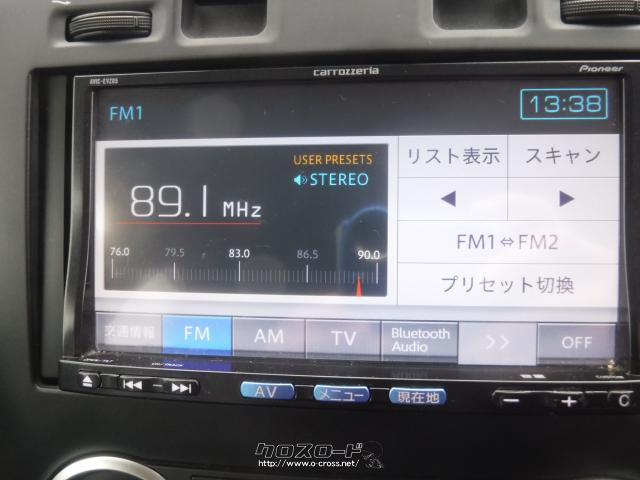 carrozzeria
Pioneer
AVIC-EVZ05
FM1
13:38
USER PRESETS
STEREO
89.1 MHz
76.0 79.5 83.0 86.5 90.0
リスト表示 スキャン
◀ ▶
FM1⇔FM2
プリセット切換
交通情報 FM AM TV Bluetooth Audio >> OFF
AV メニュー 現在地 − + C
クロスロード
http://www.o-cross.net/